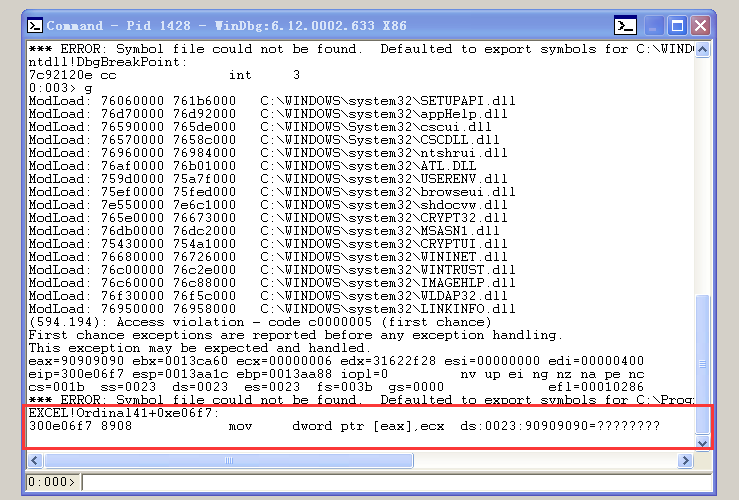 Command - Pid 1428 - WinDbg:6.12.0002.633 X86
*** ERROR: Symbol file could not be found.  Defaulted to export symbols for C:\WINDO
ntdll!DbgBreakPoint:
7c92120e cc              int     3
0:003> g
ModLoad: 76060000 761b6000   C:\WINDOWS\system32\SETUPAPI.dll
ModLoad: 76d70000 76d92000   C:\WINDOWS\system32\appHelp.dll
ModLoad: 76590000 765de000   C:\WINDOWS\System32\cscui.dll
ModLoad: 76570000 7658c000   C:\WINDOWS\System32\CSCDLL.dll
ModLoad: 76960000 76984000   C:\WINDOWS\system32\ntshrui.dll
ModLoad: 76af0000 76b01000   C:\WINDOWS\system32\ATL.DLL
ModLoad: 759d0000 75a7f000   C:\WINDOWS\system32\USERENV.dll
ModLoad: 75ef0000 75fed000   C:\WINDOWS\system32\browseui.dll
ModLoad: 7e550000 7e6c1000   C:\WINDOWS\system32\shdocvw.dll
ModLoad: 765e0000 76673000   C:\WINDOWS\system32\CRYPT32.dll
ModLoad: 76db0000 76dc2000   C:\WINDOWS\system32\MSASN1.dll
ModLoad: 75430000 754a1000   C:\WINDOWS\system32\CRYPTUI.dll
ModLoad: 76680000 76726000   C:\WINDOWS\system32\WININET.dll
ModLoad: 76c00000 76c2e000   C:\WINDOWS\system32\WINTRUST.dll
ModLoad: 76c60000 76c88000   C:\WINDOWS\system32\IMAGEHLP.dll
ModLoad: 76f30000 76f5c000   C:\WINDOWS\system32\WLDAP32.dll
ModLoad: 76950000 76958000   C:\WINDOWS\system32\LINKINFO.dll
(594.194): Access violation - code c0000005 (first chance)
First chance exceptions are reported before any exception handling.
This exception may be expected and handled.
eax=90909090 ebx=0013ca60 ecx=00000006 edx=31622f28 esi=00000000 edi=00000400
eip=300e06f7 esp=0013aa1c ebp=0013aa88 iopl=0         nv up ei ng nz na pe nc
cs=001b  ss=0023  ds=0023  es=0023  fs=003b  gs=0000             efl=00010286
*** ERROR: Symbol file could not be found.  Defaulted to export symbols for C:\Prog
EXCEL!Ordinal41+0xe06f7:
300e06f7 8908            mov     dword ptr [eax],ecx  ds:0023:90909090=????????
0:000>